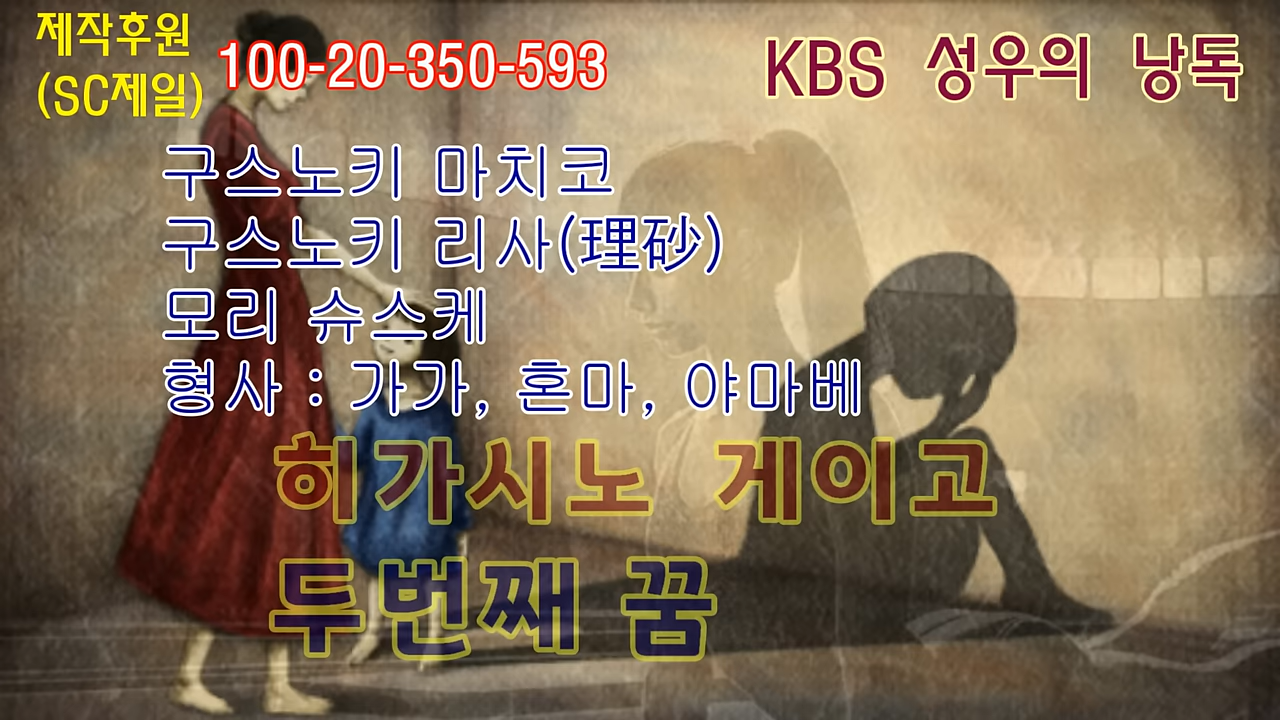 제작후원
(SC제일)
100-20-350-593
KBS 성우의 낭독
구스노키 마치코
구스노키 리사(理砂)
모리 슈스케
형사 : 가가, 혼마, 야마베
히가시노 게이고
두번째 꿈